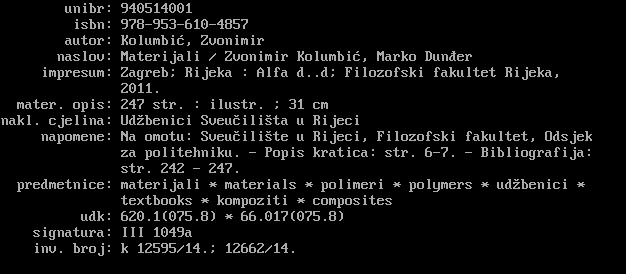 unibr: 940514001
isbn: 978-953-610-4857
autor: Kolumbić, Zvonimir
naslov: Materijali / Zvonimir Kolumbić, Marko Dunđer
impresum: Zagreb; Rijeka : Alfa d..d; Filozofski fakultet Rijeka,
2011.
mater. opis: 247 str. : ilustr. ; 31 cm
nakl. cjelina: Udžbenici Sveučilišta u Rijeci
napomene: Na omotu: Sveučilište u Rijeci, Filozofski fakultet, Odsjek
za politehniku. - Popis kratica: str. 6-7. - Bibliografija:
str. 242 - 247.
predmetnice: materijali * materials * polimeri * polymers * udžbenici *
textbooks * kompoziti * composites
udk: 620.1(075.8) * 66.017(075.8)
signatura: III 1049a
inv. broj: k 12595/14.; 12662/14.